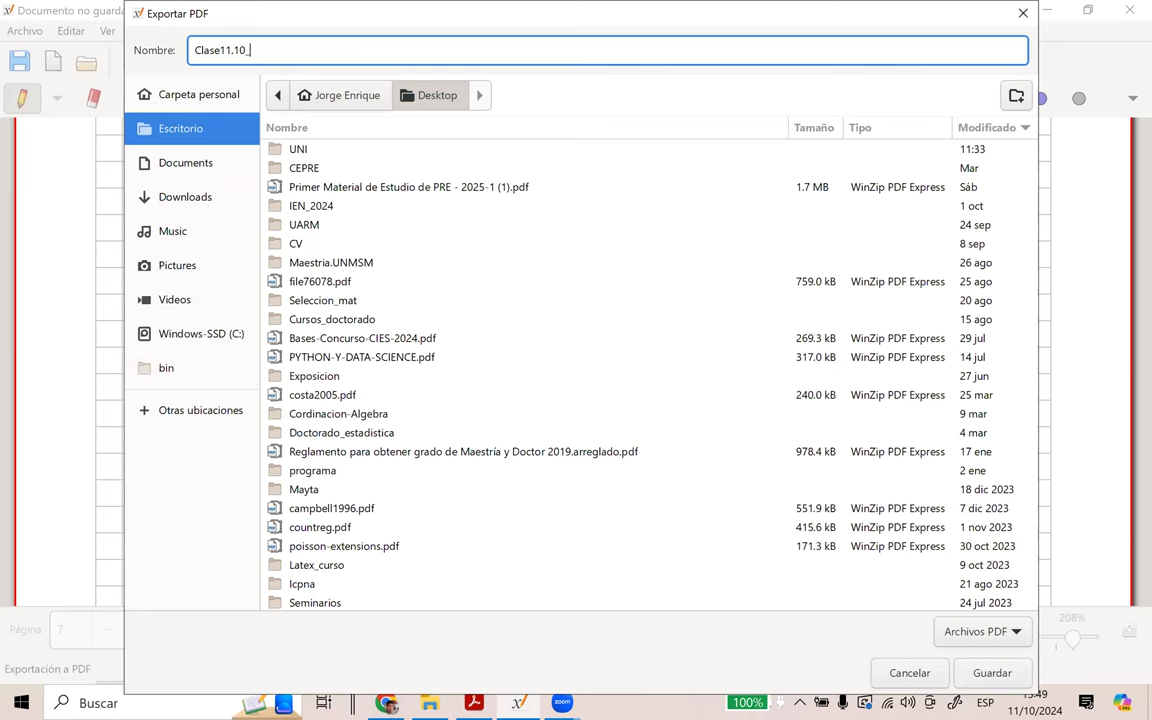 Documento no guarda
Exportar PDF
Archivo Editar Ver
Nombre: Clase11.10_
Carpeta personal
Escritorio
Documents
Downloads
Music
Pictures
Videos
Windows-SSD (C:)
bin
Otras ubicaciones
Jorge Enrique Desktop
Nombre Tamaño Tipo Modificado
UNI 11:33
CEPRE Mar
Primer Material de Estudio de PRE - 2025-1 (1).pdf 1.7 MB WinZip PDF Express Sáb
IEN_2024 1 oct
UARM 24 sep
CV 8 sep
Maestria.UNMSM 26 ago
file76078.pdf 759.0 kB WinZip PDF Express 25 ago
Seleccion_mat 20 ago
Cursos_doctorado 15 ago
Bases-Concurso-CIES-2024.pdf 269.3 kB WinZip PDF Express 29 jul
PYTHON-Y-DATA-SCIENCE.pdf 317.0 kB WinZip PDF Express 14 jul
Exposicion 27 jun
costa2005.pdf 240.0 kB WinZip PDF Express 25 mar
Cordinacion-Algebra 9 mar
Doctorado_estadistica 4 mar
Reglamento para obtener grado de Maestría y Doctor 2019.arreglado.pdf 978.4 kB WinZip PDF Express 17 ene
programa 2 ene
Mayta 18 dic 2023
campbell1996.pdf 551.9 kB WinZip PDF Express 7 dic 2023
countreg.pdf 415.6 kB WinZip PDF Express 1 nov 2023
poisson-extensions.pdf 171.3 kB WinZip PDF Express 30 oct 2023
Latex_curso 9 oct 2023
Icpna 21 ago 2023
Seminarios 24 jul 2023
Archivos PDF
Cancelar Guardar
Página 7
208%
Exportación a PDF
Buscar
zoom
100%
ESP
11/10/2024